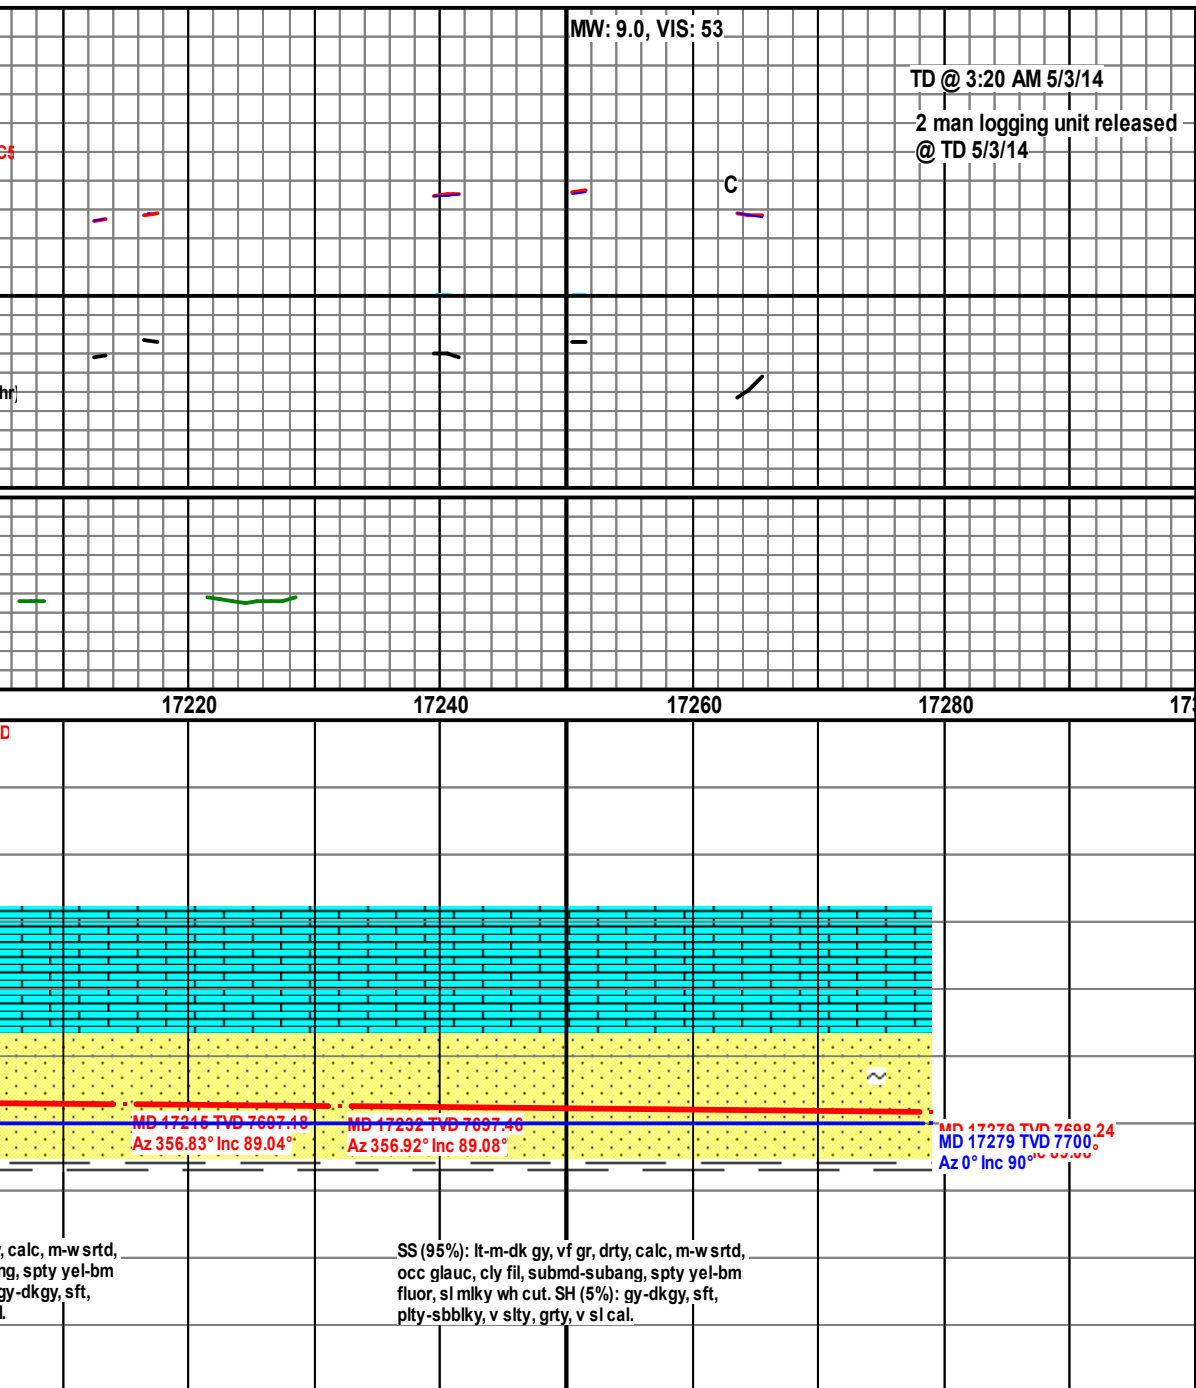 MW: 9.0, VIS: 53
TD @ 3:20 AM 5/3/14
2 man logging unit released
@ TD 5/3/14
C5
C
hr)
17220 17240 17260 17280
D
MD 17215 TVD 7697.18
Az 356.83° Inc 89.04°
MD 17232 TVD 7697.46
Az 356.92° Inc 89.08°
MD 17279 TVD 7698.24
MD 17279 TVD 7700
Az 0° Inc 90°
, calc, m-w srtd,
ng, spty yel-bm
gy-dkgy, sft,
l.
SS (95%): lt-m-dk gy, vf gr, drty, calc, m-w srtd,
occ glauc, cly fil, submd-subang, spty yel-bm
fluor, sl mlky wh cut. SH (5%): gy-dkgy, sft,
plty-sbblky, v slty, grty, v sl cal.